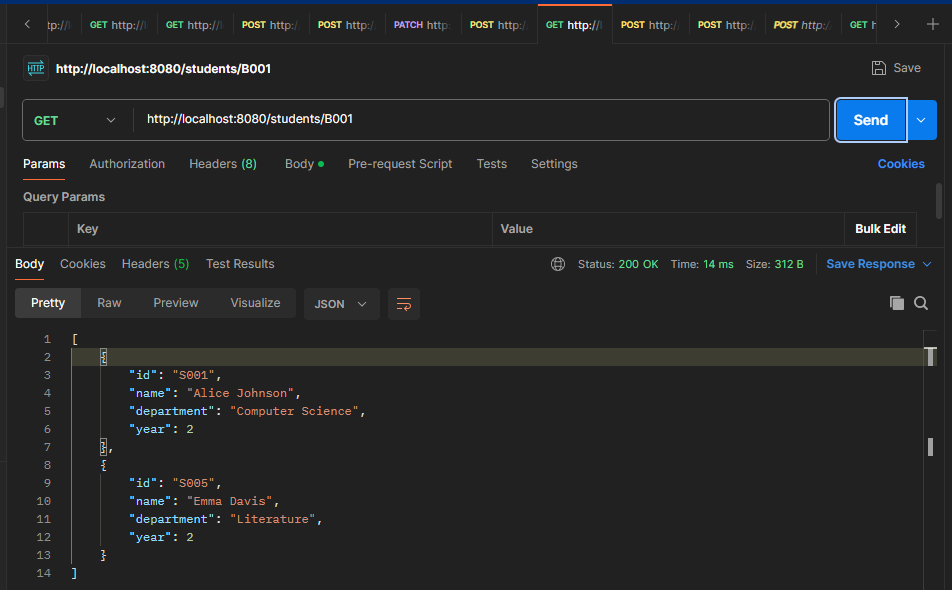 tp://l GET http://l GET http://l POST http:/ POST http:/ PATCH http POST http:/ GET http://l POST http:/ POST http:/ POST http:/ GET h
HTTP http://localhost:8080/students/B001 Save
GET http://localhost:8080/students/B001 Send
Params Authorization Headers (8) Body Pre-request Script Tests Settings Cookies
Query Params
Key Value Bulk Edit
Body Cookies Headers (5) Test Results Status: 200 OK Time: 14 ms Size: 312 B Save Response
Pretty Raw Preview Visualize JSON
1 [
2 {
3 "id": "S001",
4 "name": "Alice Johnson",
5 "department": "Computer Science",
6 "year": 2
7 },
8 {
9 "id": "S005",
10 "name": "Emma Davis",
11 "department": "Literature",
12 "year": 2
13 }
14 ]